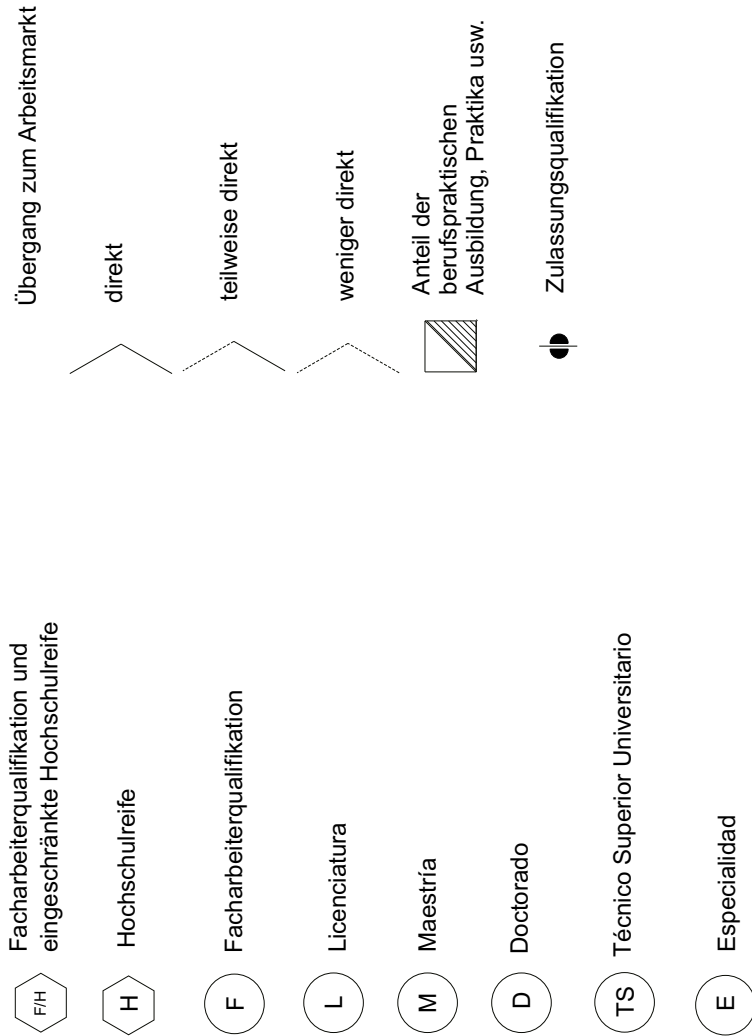 F/H
Facharbeiterqualifikation und
eingeschränkte Hochschulreife
H
Hochschulreife
F
Facharbeiterqualifikation
L
Licenciatura
M
Maestría
D
Doctorado
TS
Técnico Superior Universitario
E
Especialidad
Übergang zum Arbeitsmarkt
direkt
teilweise direkt
weniger direkt
Anteil der
berufspraktischen
Ausbildung, Praktika usw.
Zulassungsqualifikation